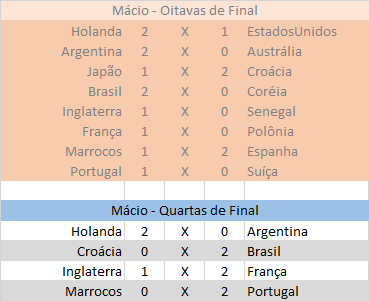 Mácio - Oitavas de Final
Holanda 2 X 1 EstadosUnidos
Argentina 2 X 0 Austrália
Japão 1 X 2 Croácia
Brasil 2 X 0 Coréia
Inglaterra 1 X 0 Senegal
França 1 X 0 Polônia
Marrocos 1 X 2 Espanha
Portugal 1 X 0 Suíça
Mácio - Quartas de Final
Holanda 2 X 0 Argentina
Croácia 0 X 2 Brasil
Inglaterra 1 X 2 França
Marrocos 0 X 2 Portugal